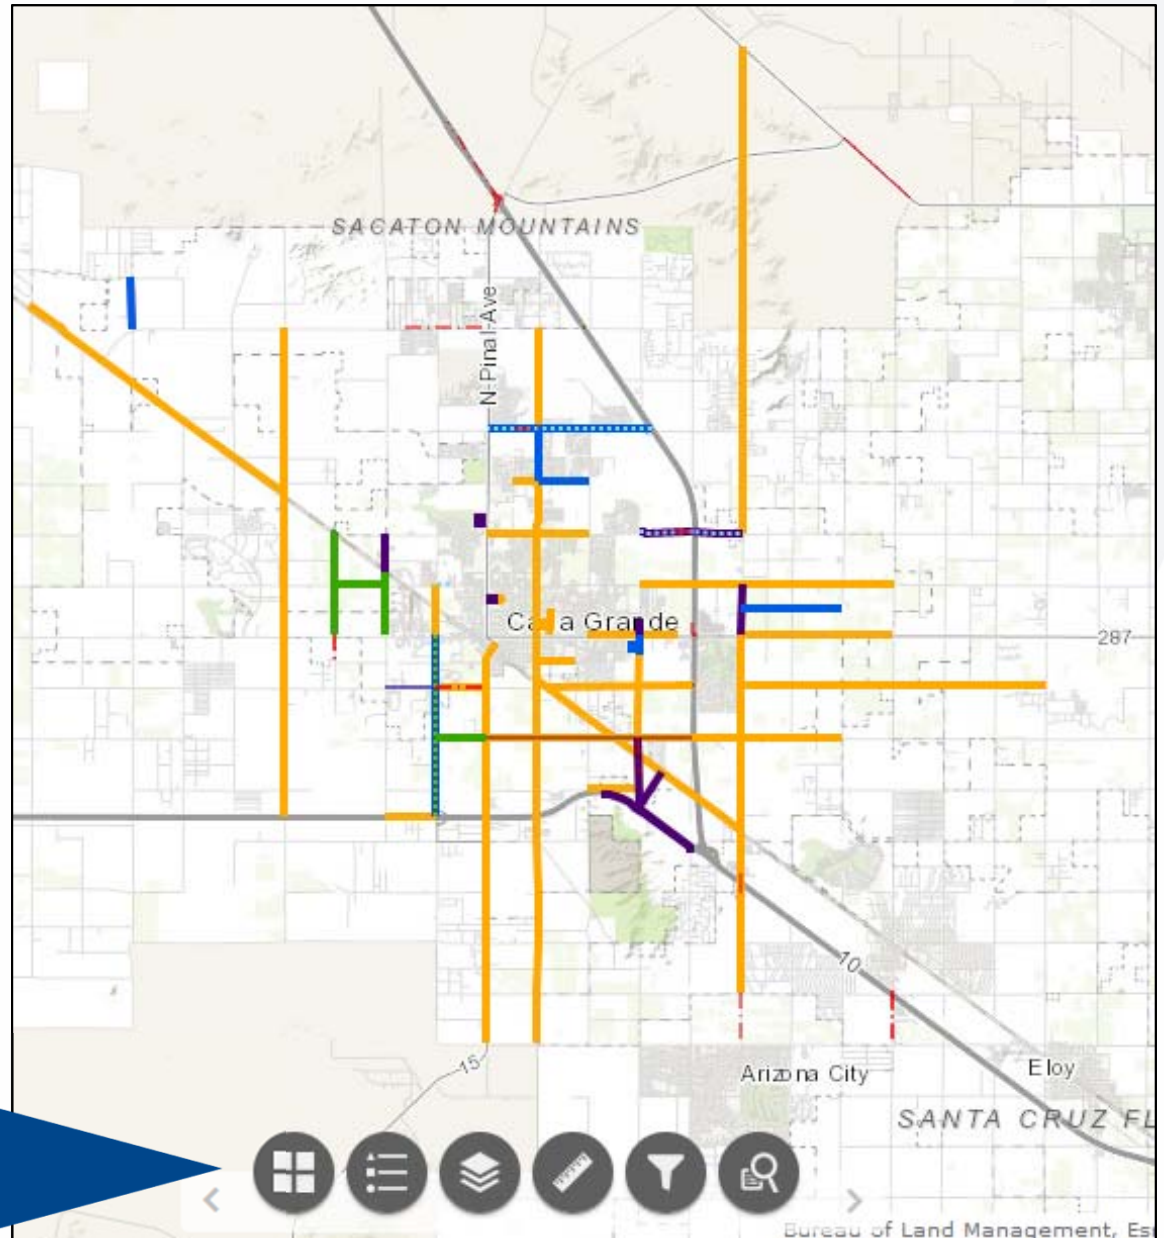 SACATON MOUNTAINS
N-Pinal-Ave
Casa Grande
287
10
15
Arizona City
Eloy
SANTA CRUZ FL
Bureau of Land Management, Es